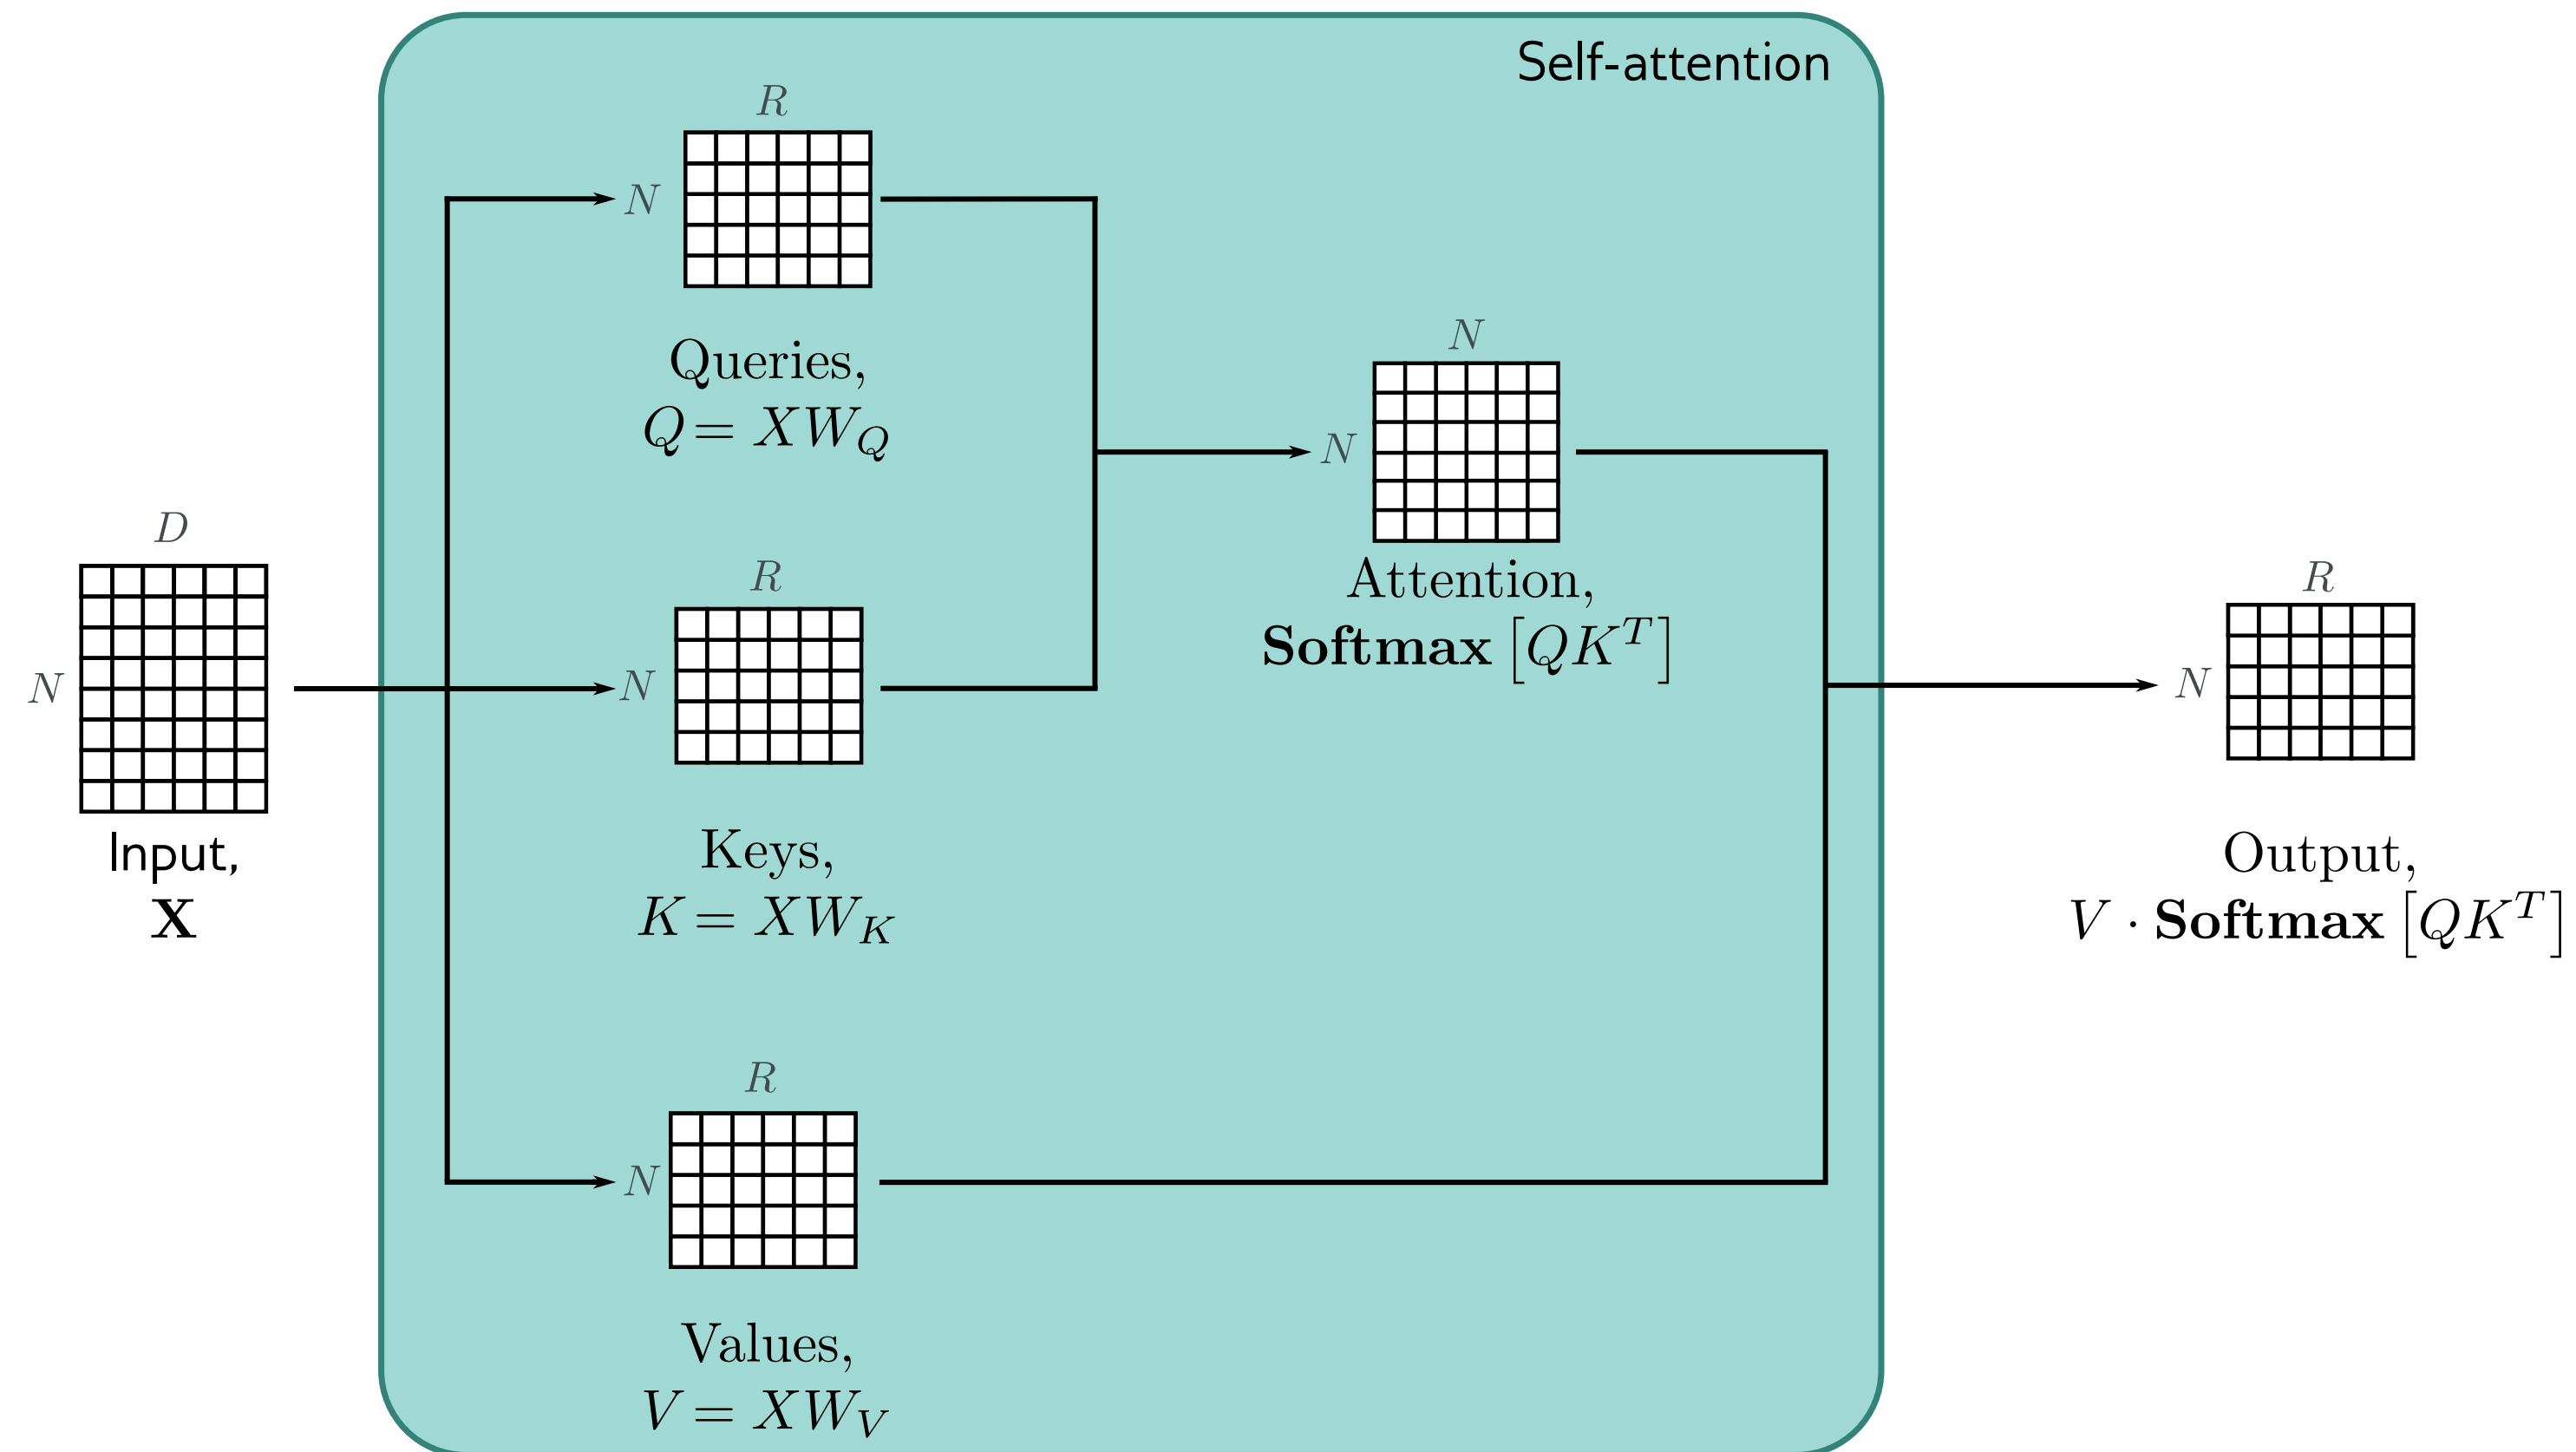 Self-attention
R
N
Queries,
Q = XW_Q
D
N
Input,
X
R
N
Keys,
K = XW_K
R
N
Values,
V = XW_V
N
N
Attention,
Softmax [QK^T]
R
N
Output,
V · Softmax [QK^T]